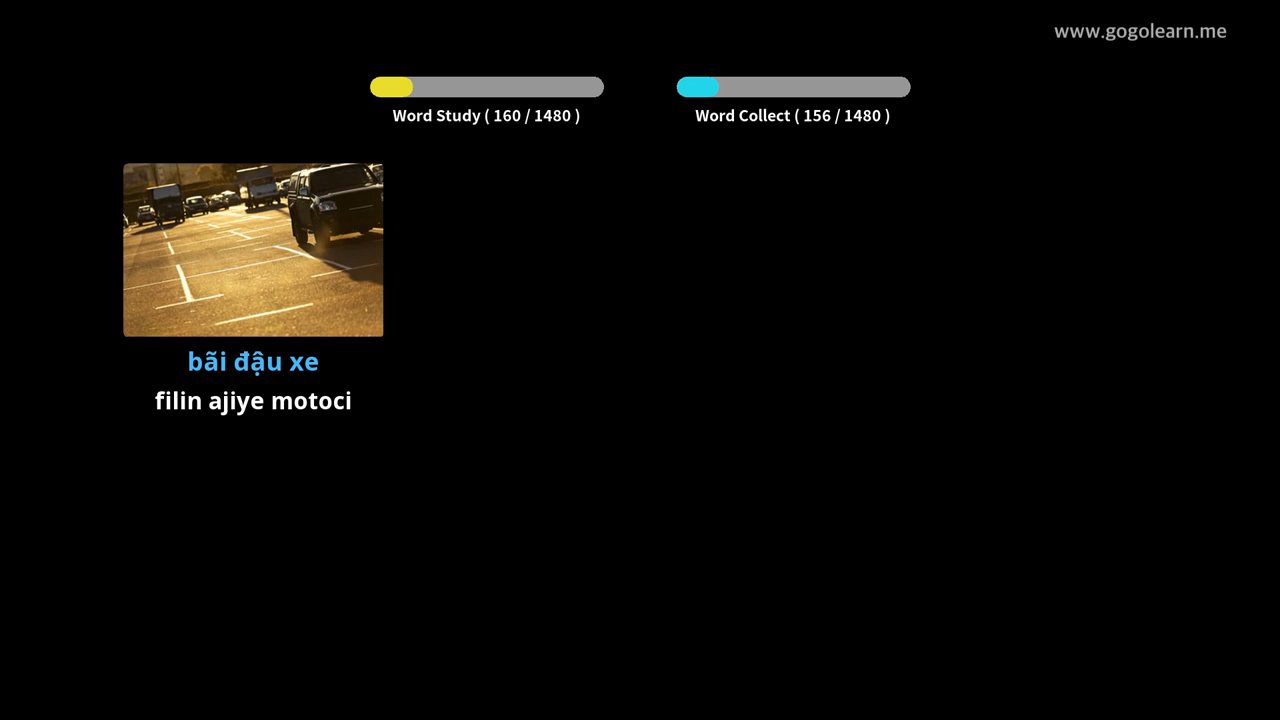 www.gogolearn.me
Word Study ( 160 / 1480 )
Word Collect ( 156 / 1480 )
bãi đậu xe
filin ajiye motoci